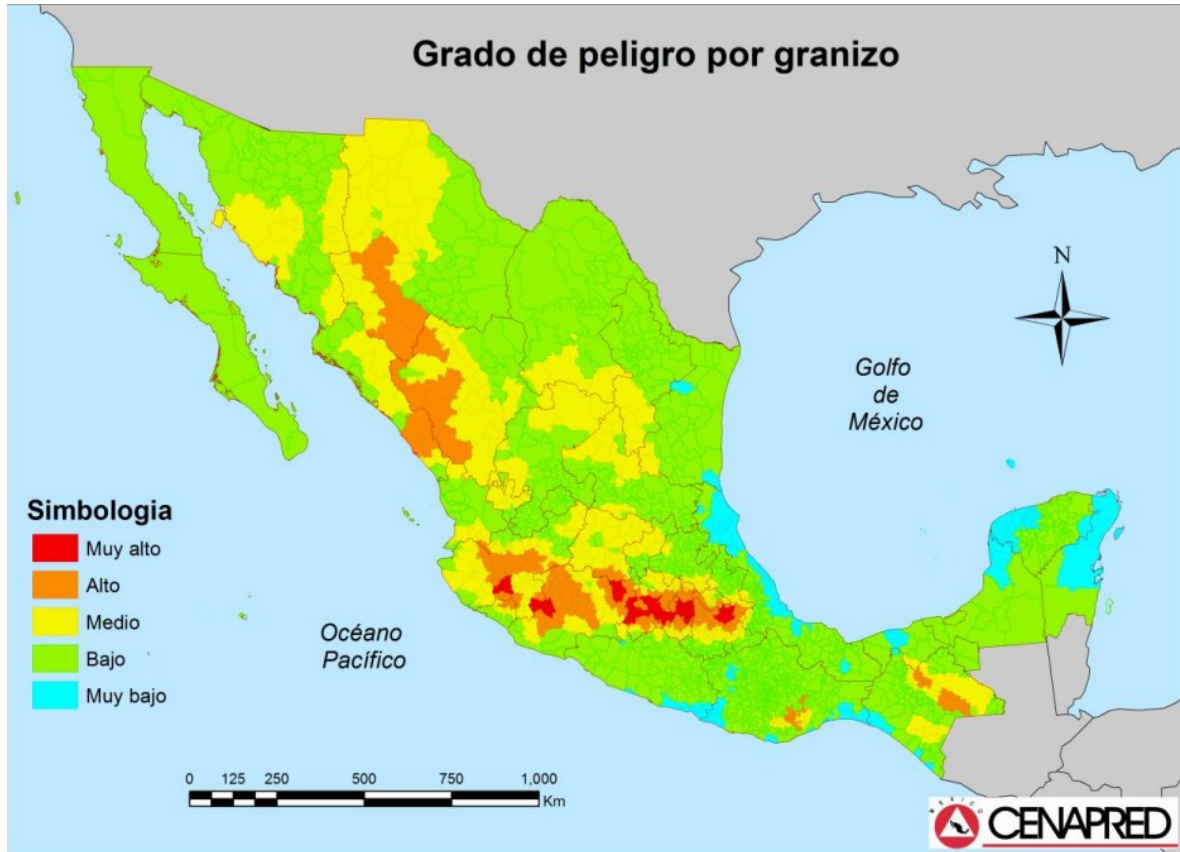 Grado de peligro por granizo
N
Golfo
de
México
Simbologia
Muy alto
Alto
Medio
Bajo
Muy bajo
Océano
Pacífico
0 125 250 500 750 1,000
Km
MEXICO
CENAPRED